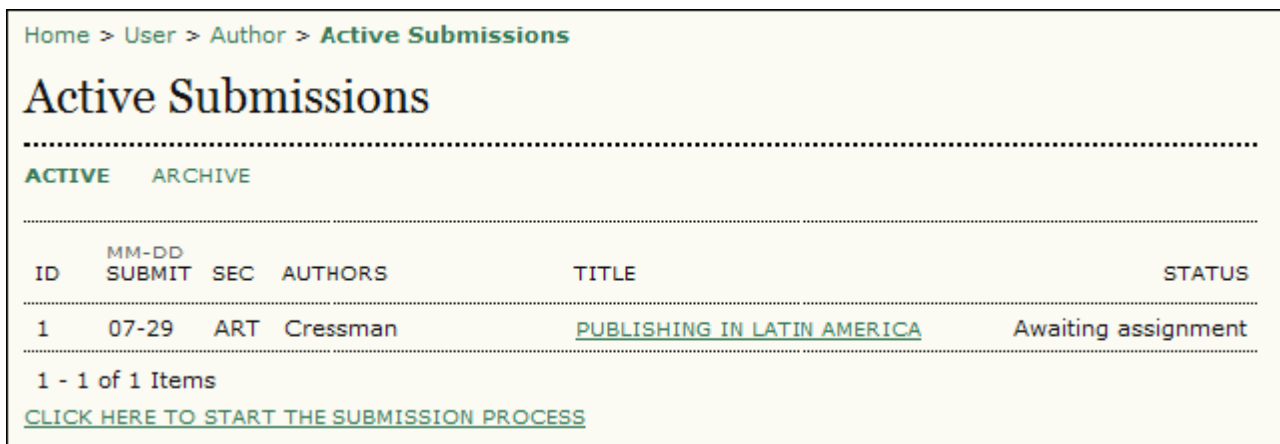 Home > User > Author > Active Submissions
Active Submissions
ACTIVE ARCHIVE
MM-DD
ID SUBMIT SEC AUTHORS TITLE STATUS
1 07-29 ART Cressman PUBLISHING IN LATIN AMERICA Awaiting assignment
1 - 1 of 1 Items
CLICK HERE TO START THE SUBMISSION PROCESS